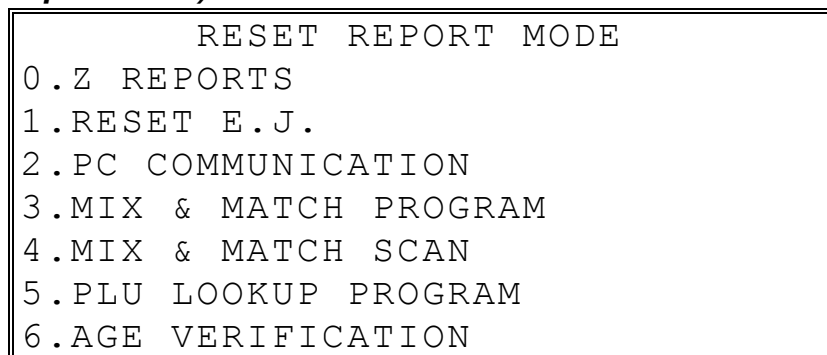 RESET REPORT MODE
0.Z REPORTS
1.RESET E.J.
2.PC COMMUNICATION
3.MIX & MATCH PROGRAM
4.MIX & MATCH SCAN
5.PLU LOOKUP PROGRAM
6.AGE VERIFICATION